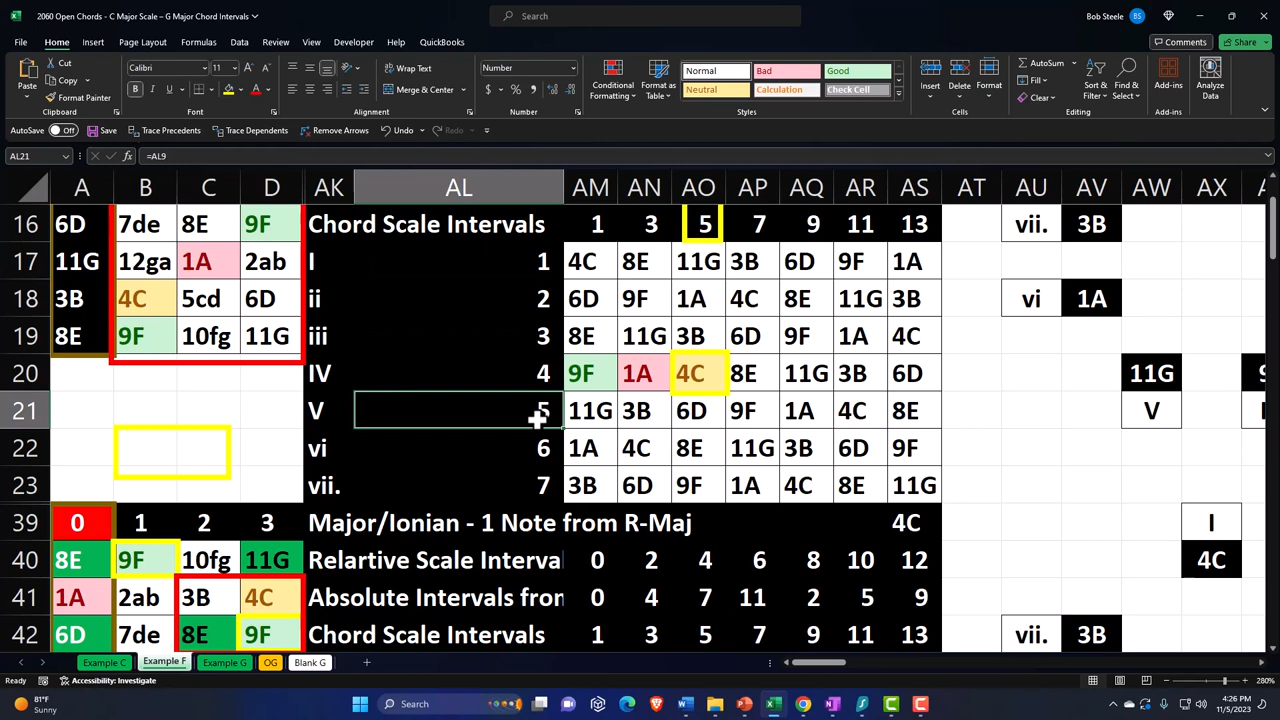 2060 Open Chords - C Major Scale – G Major Chord Intervals
Search
Bob Steele BS
File Home Insert Page Layout Formulas Data Review View Developer Help QuickBooks Comments Share
Cut
Copy
Paste Format Painter
Calibri 11
Wrap Text
Merge & Center
Number
Conditional Formatting Format as Table
Normal Bad Good
Neutral Calculation Check Cell
Insert Delete Format
AutoSum
Fill
Clear
Sort & Filter Find & Select
Add-ins
Analyze Data
Clipboard Font Alignment Number Styles Cells Editing Add-ins
AutoSave Off Save Trace Precedents Trace Dependents Remove Arrows Undo Redo
AL21 fx =AL9
A B C D AK AL AM AN AO AP AQ AR AS AT AU AV AW AX
16 6D 7de 8E 9F Chord Scale Intervals 1 3 5 7 9 11 13 vii. 3B
17 11G 12ga 1A 2ab I 1 4C 8E 11G 3B 6D 9F 1A
18 3B 4C 5cd 6D ii 2 6D 9F 1A 4C 8E 11G 3B vi 1A
19 8E 9F 10fg 11G iii 3 8E 11G 3B 6D 9F 1A 4C
20 IV 4 9F 1A 4C 8E 11G 3B 6D 11G 9
21 V 5 11G 3B 6D 9F 1A 4C 8E V
22 vi 6 1A 4C 8E 11G 3B 6D 9F
23 vii. 7 3B 6D 9F 1A 4C 8E 11G
39 0 1 2 3 Major/Ionian - 1 Note from R-Maj 4C I
40 8E 9F 10fg 11G Relartive Scale Interva 0 2 4 6 8 10 12 4C
41 1A 2ab 3B 4C Absolute Intervals fron 0 4 7 11 2 5 9
42 6D 7de 8E 9F Chord Scale Intervals 1 3 5 7 9 11 13 vii. 3B
Example C Example F Example G OG Blank G
Ready Accessibility: Investigate 280%
81°F
Sunny
Search
4:26 PM
11/5/2023